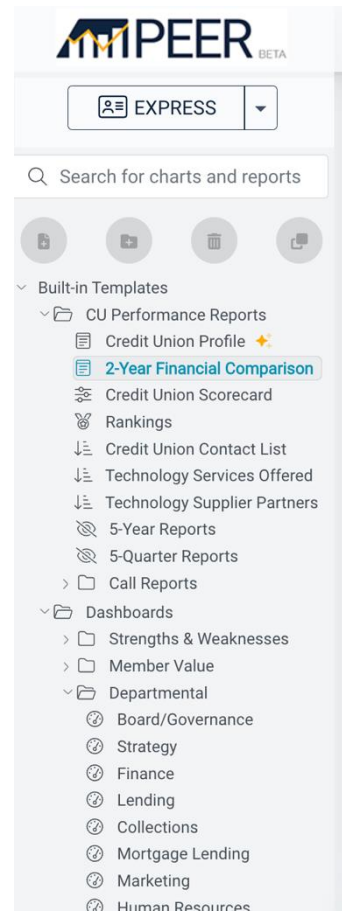 PEER BETA
EXPRESS
Search for charts and reports
Built-in Templates
CU Performance Reports
Credit Union Profile
2-Year Financial Comparison
Credit Union Scorecard
Rankings
Credit Union Contact List
Technology Services Offered
Technology Supplier Partners
5-Year Reports
5-Quarter Reports
Call Reports
Dashboards
Strengths & Weaknesses
Member Value
Departmental
Board/Governance
Strategy
Finance
Lending
Collections
Mortgage Lending
Marketing
Human Resources